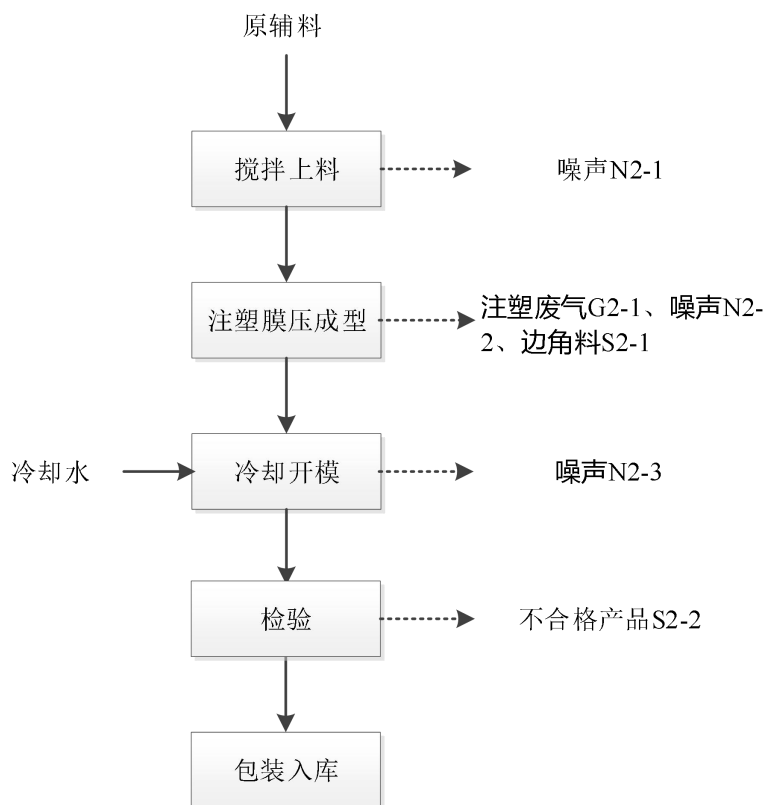 原辅料
搅拌上料
噪声N2-1
注塑膜压成型
注塑废气G2-1、噪声N2-
2、边角料S2-1
冷却水
冷却开模
噪声N2-3
检验
不合格产品S2-2
包装入库